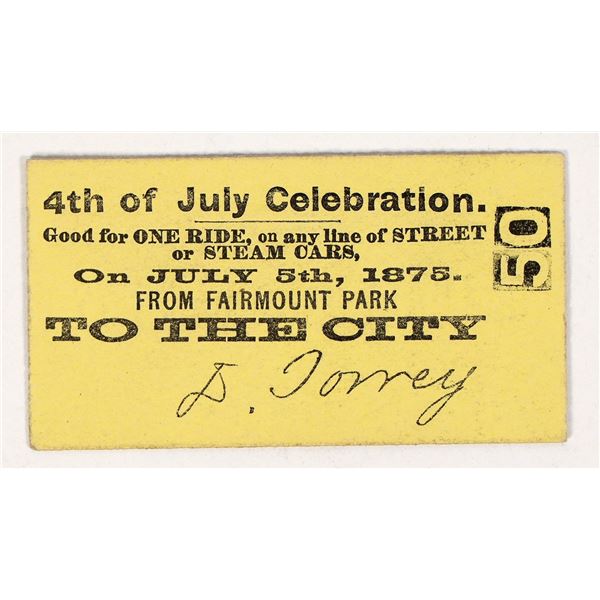 4th of July Celebration.
Good for ONE RIDE, on any line of STREET
or STEAM CARS,
On JULY 5th, 1875.
FROM FAIRMOUNT PARK
TO THE CITY
D. Torrey
50